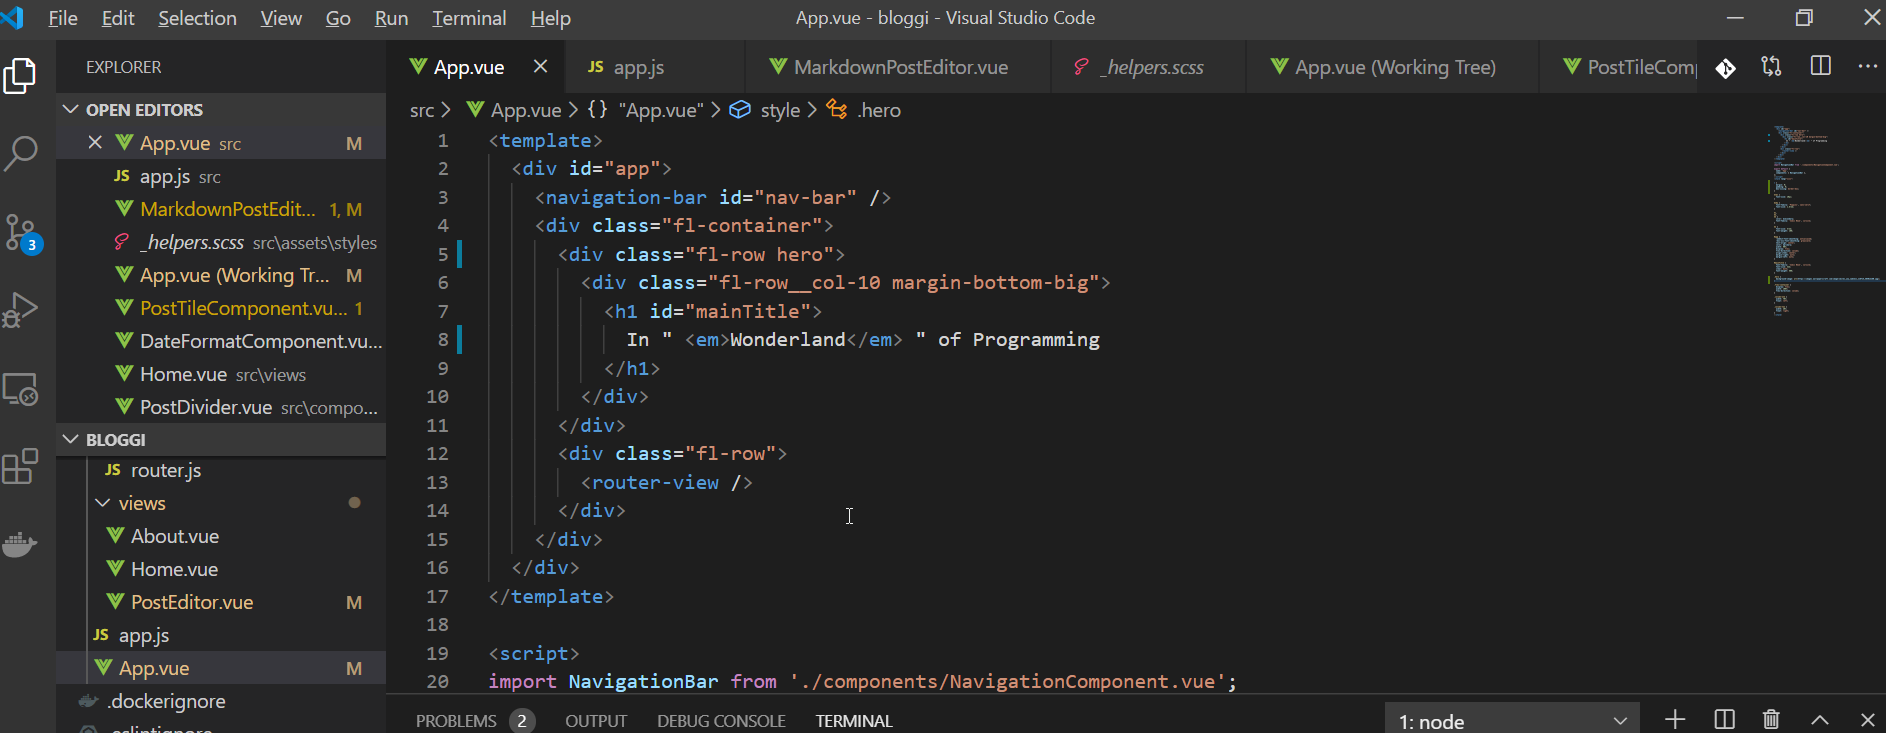 File Edit Selection View Go Run Terminal Help App.vue - bloggi - Visual Studio Code
EXPLORER
OPEN EDITORS
App.vue src M
JS app.js src
MarkdownPostEdit... 1, M
_helpers.scss src\assets\styles
App.vue (Working Tr... M
PostTileComponent.vu... 1
DateFormatComponent.vu...
Home.vue src\views
PostDivider.vue src\compo...
3
BLOGGI
JS router.js
views
About.vue
Home.vue
PostEditor.vue M
JS app.js
App.vue M
.dockerignore
.eslintignore
App.vue JS app.js MarkdownPostEditor.vue _helpers.scss App.vue (Working Tree) PostTileComp
src > App.vue > {} "App.vue" > style > .hero
1 <template>
2 <div id="app">
3 <navigation-bar id="nav-bar" />
4 <div class="fl-container">
5 <div class="fl-row hero">
6 <div class="fl-row__col-10 margin-bottom-big">
7 <h1 id="mainTitle">
8 In " <em>Wonderland</em> " of Programming
9 </h1>
10 </div>
11 </div>
12 <div class="fl-row">
13 <router-view />
14 </div>
15 </div>
16 </div>
17 </template>
18
19 <script>
20 import NavigationBar from './components/NavigationComponent.vue';
PROBLEMS 2 OUTPUT DEBUG CONSOLE TERMINAL 1: node